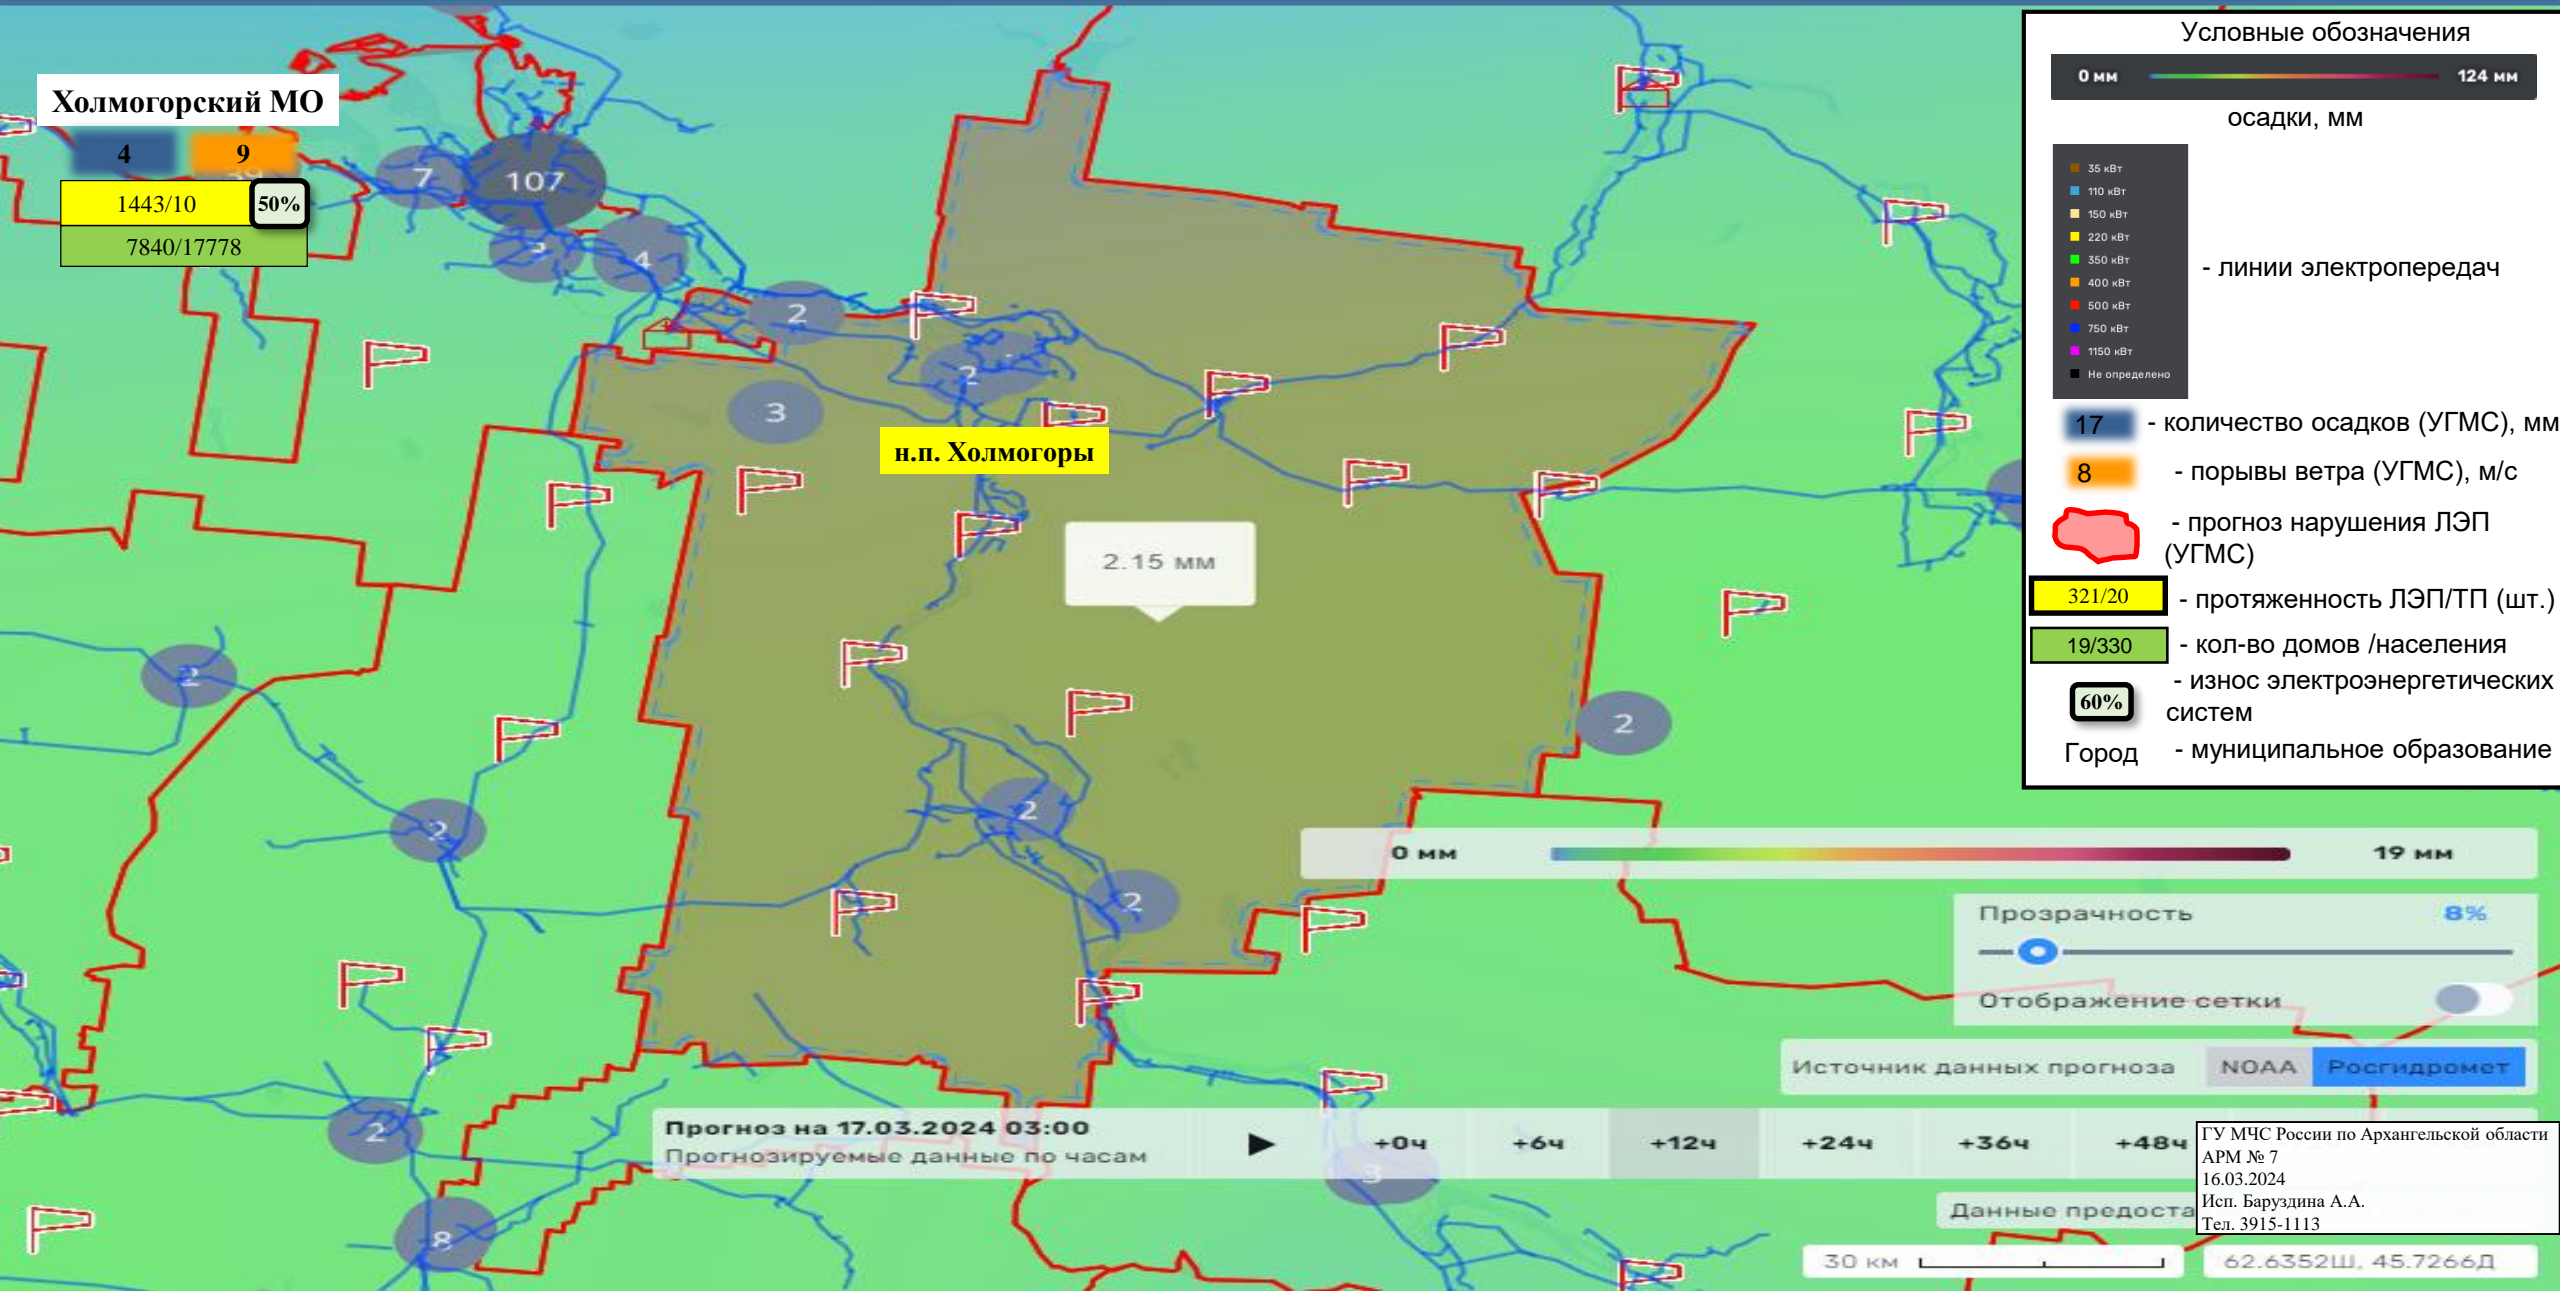 Холмогорский МО
4
9
1443/10
50%
7840/17778
7
107
3
4
2
3
2
н.п. Холмогоры
2.15 мм
2
2
2
2
2
2
8
3
Условные обозначения
0 мм
124 мм
осадки, мм
35 кВт
110 кВт
150 кВт
220 кВт
350 кВт
400 кВт
500 кВт
750 кВт
1150 кВт
Не определено
- линии электропередач
17 - количество осадков (УГМС), мм
8 - порывы ветра (УГМС), м/с
- прогноз нарушения ЛЭП
(УГМС)
321/20 - протяженность ЛЭП/ТП (шт.)
19/330 - кол-во домов /населения
60% - износ электроэнергетических
систем
Город - муниципальное образование
0 мм
19 мм
Прозрачность 8%
Отображение сетки
Источник данных прогноза NOAA Росгидромет
Прогноз на 17.03.2024 03:00
Прогнозируемые данные по часам
+0ч +6ч +12ч +24ч +36ч +48ч
Данные предоста
ГУ МЧС России по Архангельской области
АРМ № 7
16.03.2024
Исп. Баруздина А.А.
Тел. 3915-1113
30 км
62.6352Ш, 45.7266Д